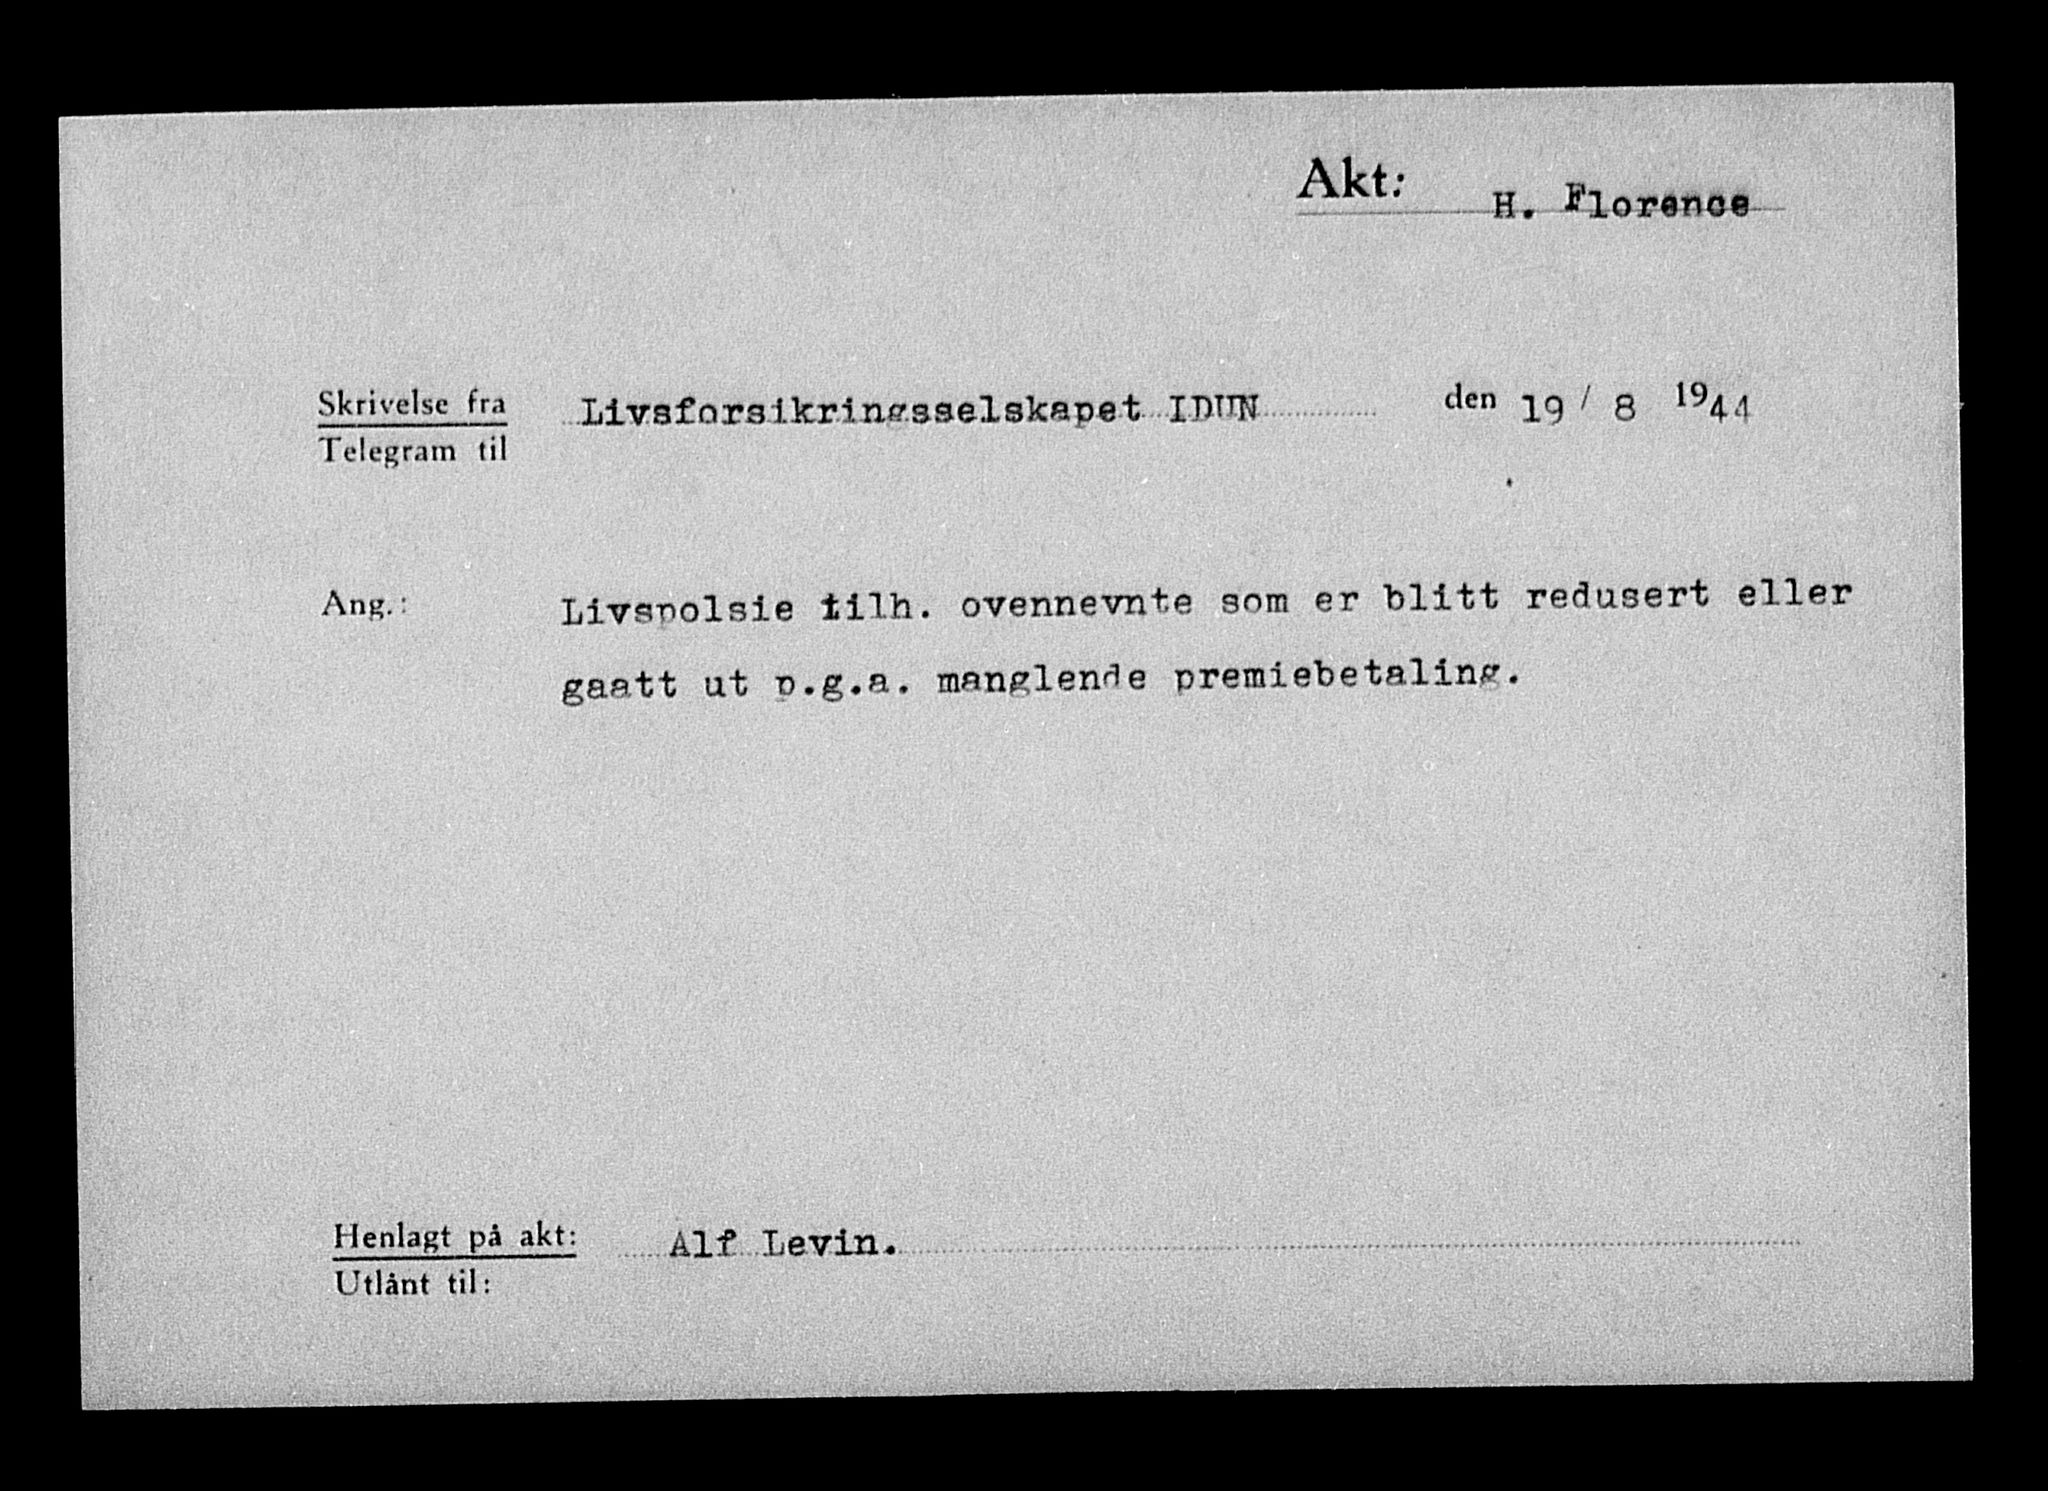 Akt: H. Florence
Skrivelse fra Livsforsikringsselskapet IDUN den 19 / 8 1944
Telegram til
Ang.: Livspolsie tilh. ovennevnte som er blitt redusert eller
gaatt ut p.g.a. manglende premiebetaling.
Henlagt på akt: Alf Levin.
Utlånt til: